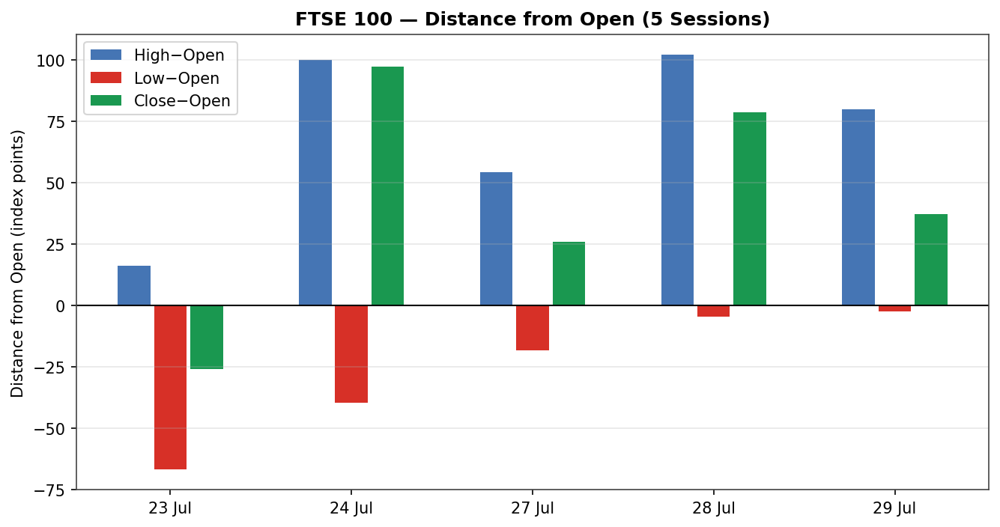 FTSE 100 — Distance from Open (5 Sessions)
High−Open
Low−Open
Close−Open
Distance from Open (index points)
100
75
50
25
0
−25
−50
−75
23 Jul
24 Jul
27 Jul
28 Jul
29 Jul